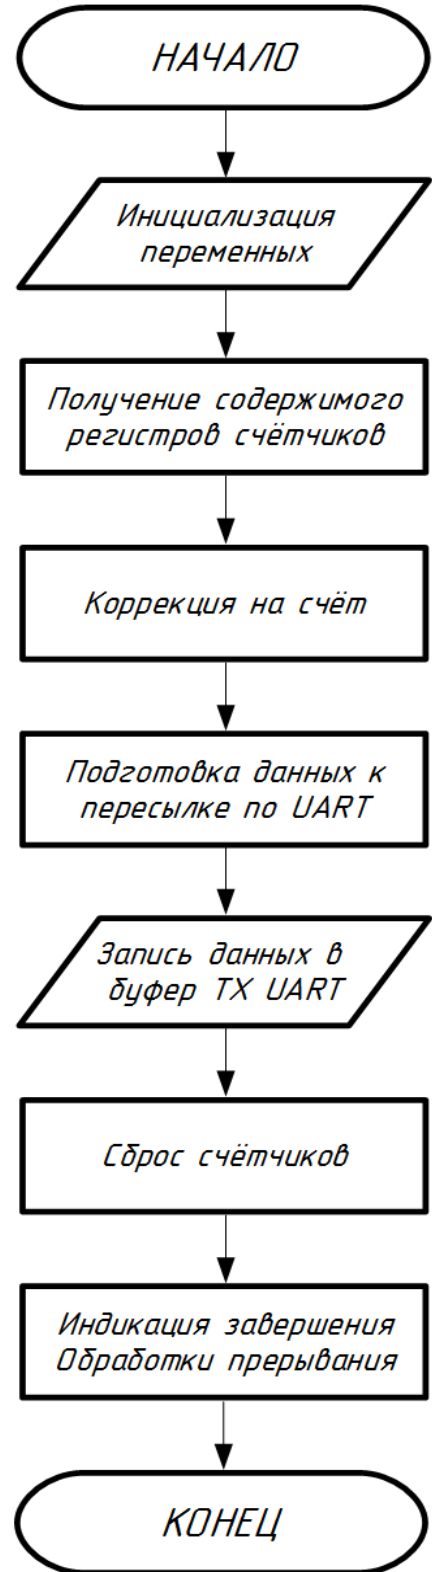 НАЧАЛО
Инициализация
переменных
Получение содержимого
регистров счётчиков
Коррекция на счёт
Подготовка данных к
пересылке по UART
Запись данных в
буфер TX UART
Сброс счётчиков
Индикация завершения
Обработки прерывания
КОНЕЦ